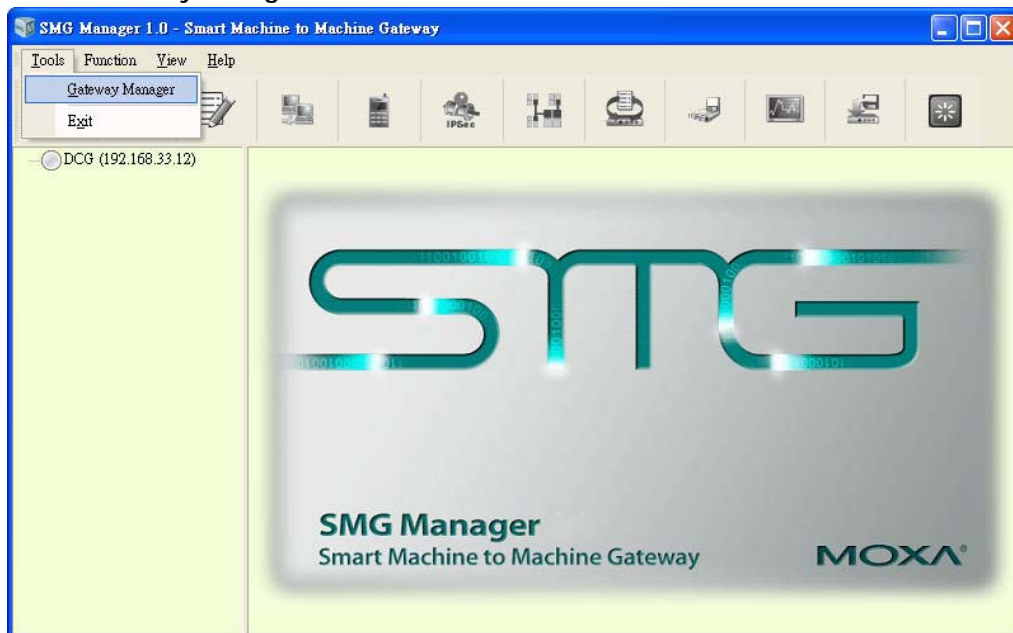 SMG Manager 1.0 - Smart Machine to Machine Gateway
Tools Function View Help
Gateway Manager
Exit
IPSec
DCG (192.168.33.12)
SMG
SMG Manager
Smart Machine to Machine Gateway
MOXA®